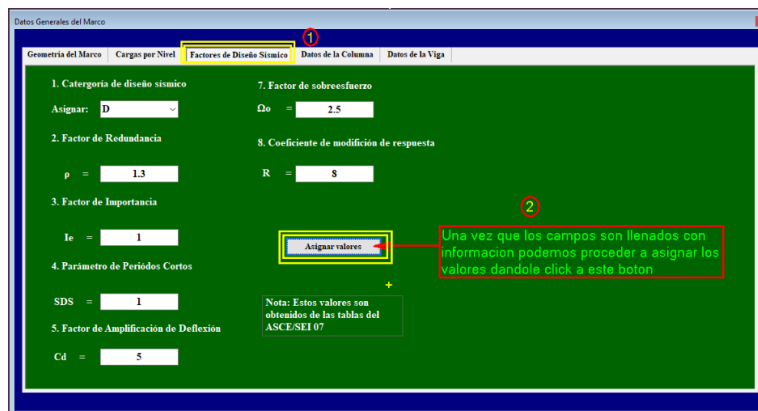 Datos Generales del Marco
1
Geometría del Marco Cargas por Nivel Factores de Diseño Sísmico Datos de la Columna Datos de la Viga
1. Catergoría de diseño sísmico
Asignar: D
2. Factor de Redundancia
ρ = 1.3
3. Factor de Importancia
Ie = 1
4. Parámetro de Periódos Cortos
SDS = 1
5. Factor de Amplificación de Deflexión
Cd = 5
7. Factor de sobreesfuerzo
Ωo = 2.5
8. Coeficiente de modifición de respuesta
R = 8
Asignar valores
Nota: Estos valores son
obtenidos de las tablas del
ASCE/SEI 07
2
Una vez que los campos son llenados con
informacion podemos proceder a asignar los
valores dandole click a este boton